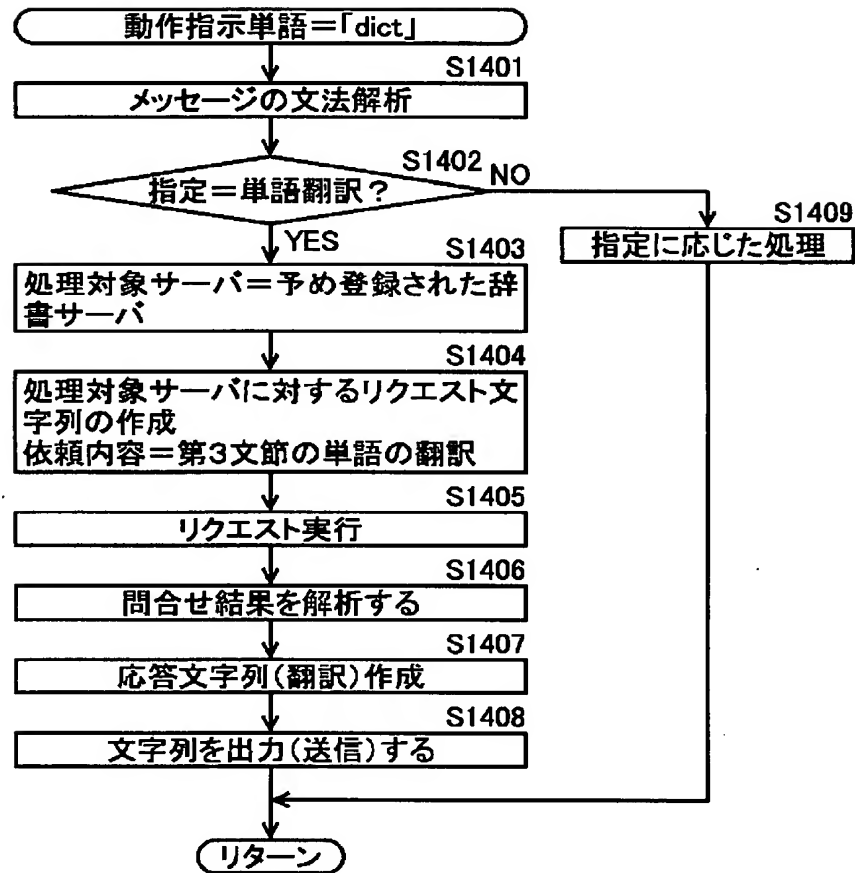 動作指示単語=「dict」
S1401
メッセージの文法解析
S1402
指定=単語翻訳?
NO
YES
S1409
指定に応じた処理
S1403
処理対象サーバ=予め登録された辞
書サーバ
S1404
処理対象サーバに対するリクエスト文
字列の作成
依頼内容=第3文節の単語の翻訳
S1405
リクエスト実行
S1406
問合せ結果を解析する
S1407
応答文字列(翻訳)作成
S1408
文字列を出力(送信)する
リターン